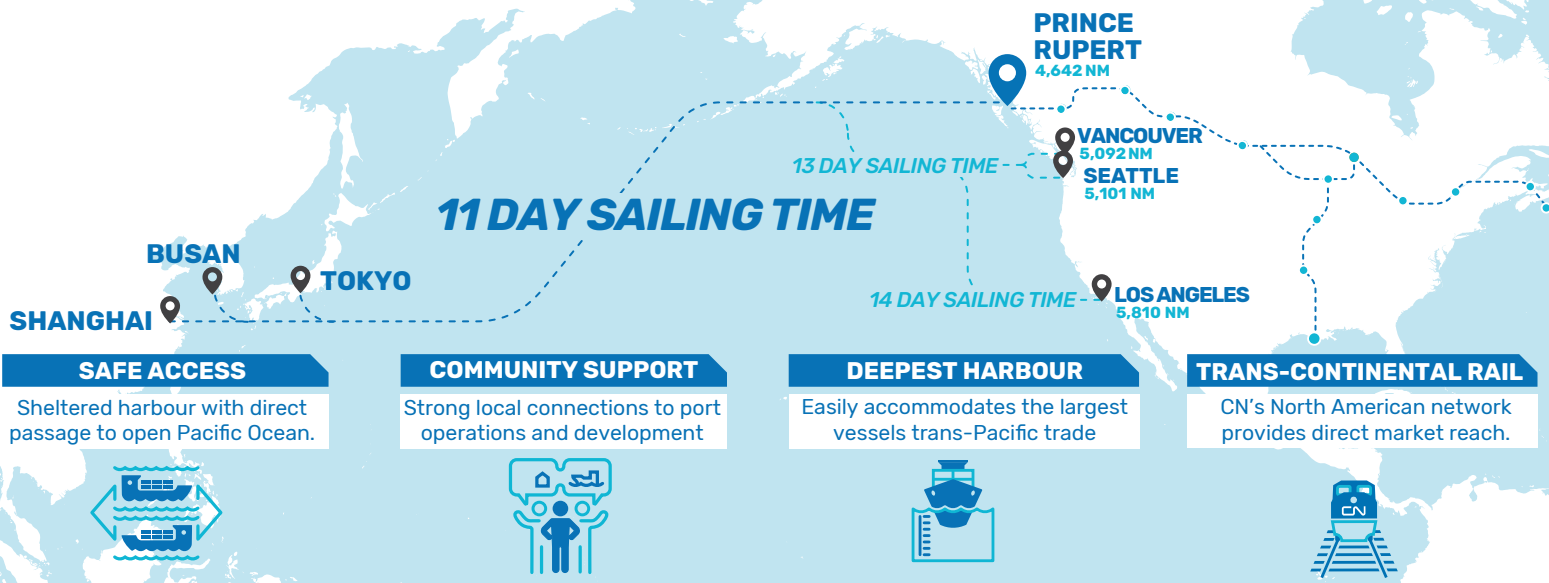 PRINCE
RUPERT
4,642 NM
VANCOUVER
5,092 NM
13 DAY SAILING TIME
SEATTLE
5,101 NM
11 DAY SAILING TIME
BUSAN
TOKYO
SHANGHAI
14 DAY SAILING TIME
LOS ANGELES
5,810 NM
SAFE ACCESS
Sheltered harbour with direct
passage to open Pacific Ocean.
COMMUNITY SUPPORT
Strong local connections to port
operations and development
DEEPEST HARBOUR
Easily accommodates the largest
vessels trans-Pacific trade
TRANS-CONTINENTAL RAIL
CN's North American network
provides direct market reach.
CN